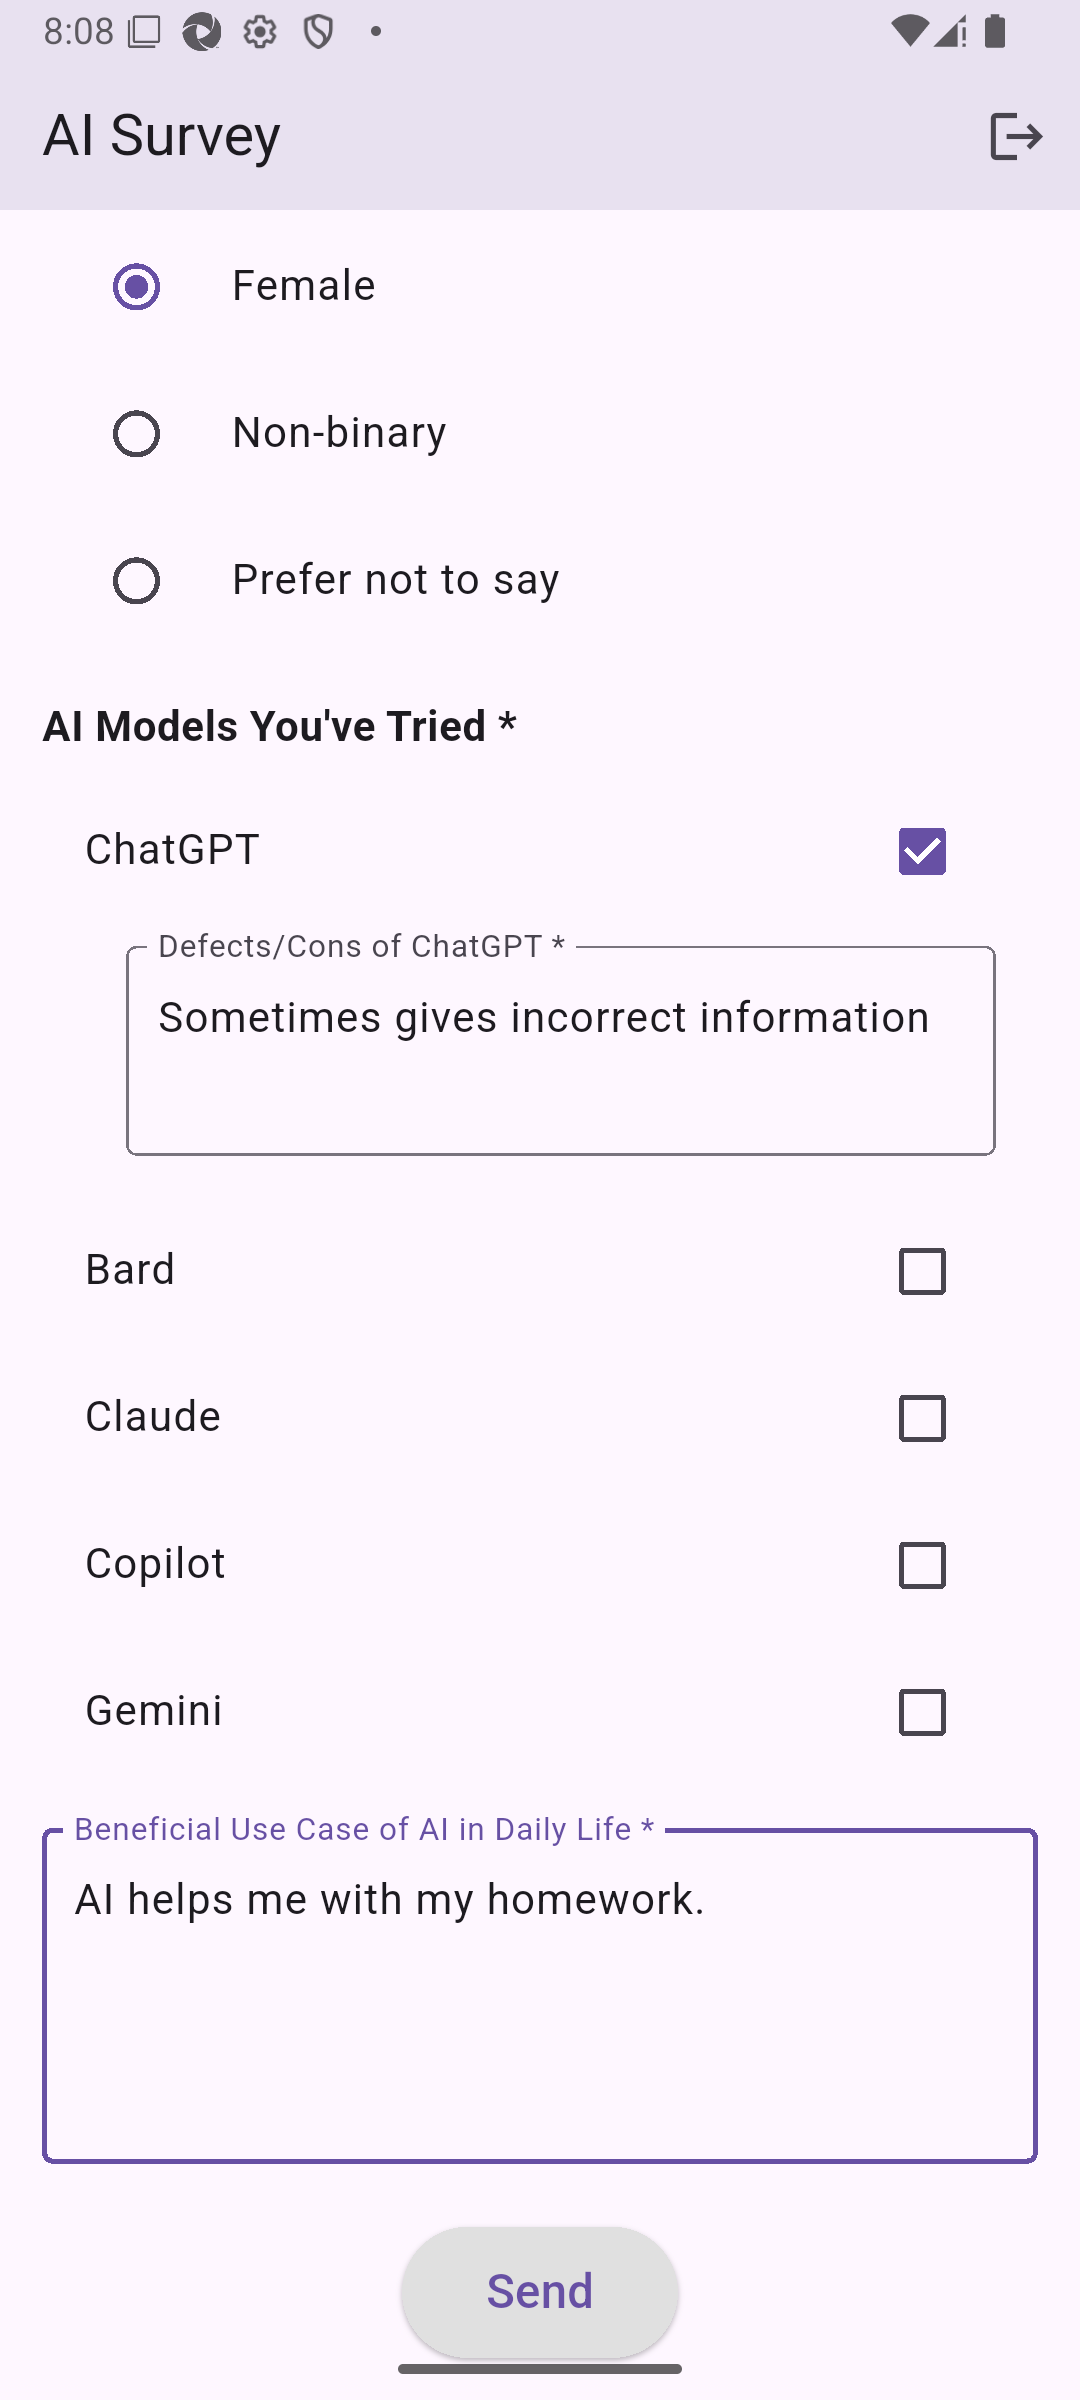 8:08
AI Survey
Female
Non-binary
Prefer not to say
AI Models You've Tried *
ChatGPT
Defects/Cons of ChatGPT *
Sometimes gives incorrect information
Bard
Claude
Copilot
Gemini
Beneficial Use Case of AI in Daily Life *
AI helps me with my homework.
Send